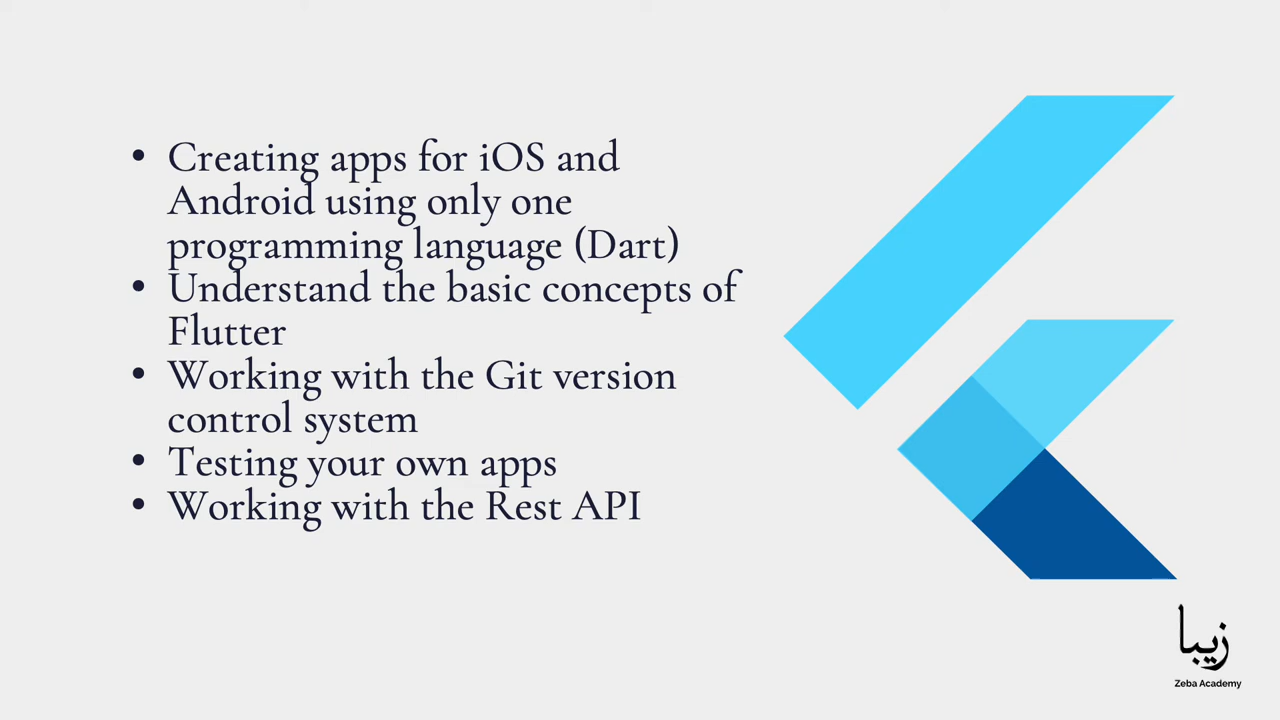 • Creating apps for iOS and
Android using only one
programming language (Dart)
• Understand the basic concepts of
Flutter
• Working with the Git version
control system
• Testing your own apps
• Working with the Rest API
زیبا
Zeba Academy